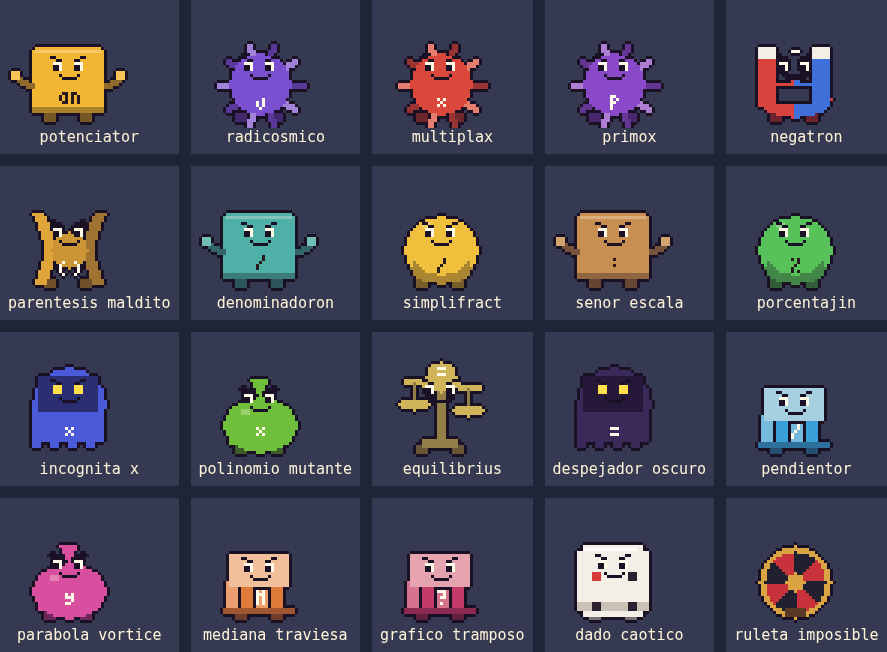 potenciator
radicosmico
multiplax
primox
negatron
parentesis maldito
denominadoron
simplifract
senor escala
porcentajin
incognita x
polinomio mutante
equilibrius
despejador oscuro
pendientor
parabola vortice
mediana traviesa
grafico tramposo
dado caotico
ruleta imposible